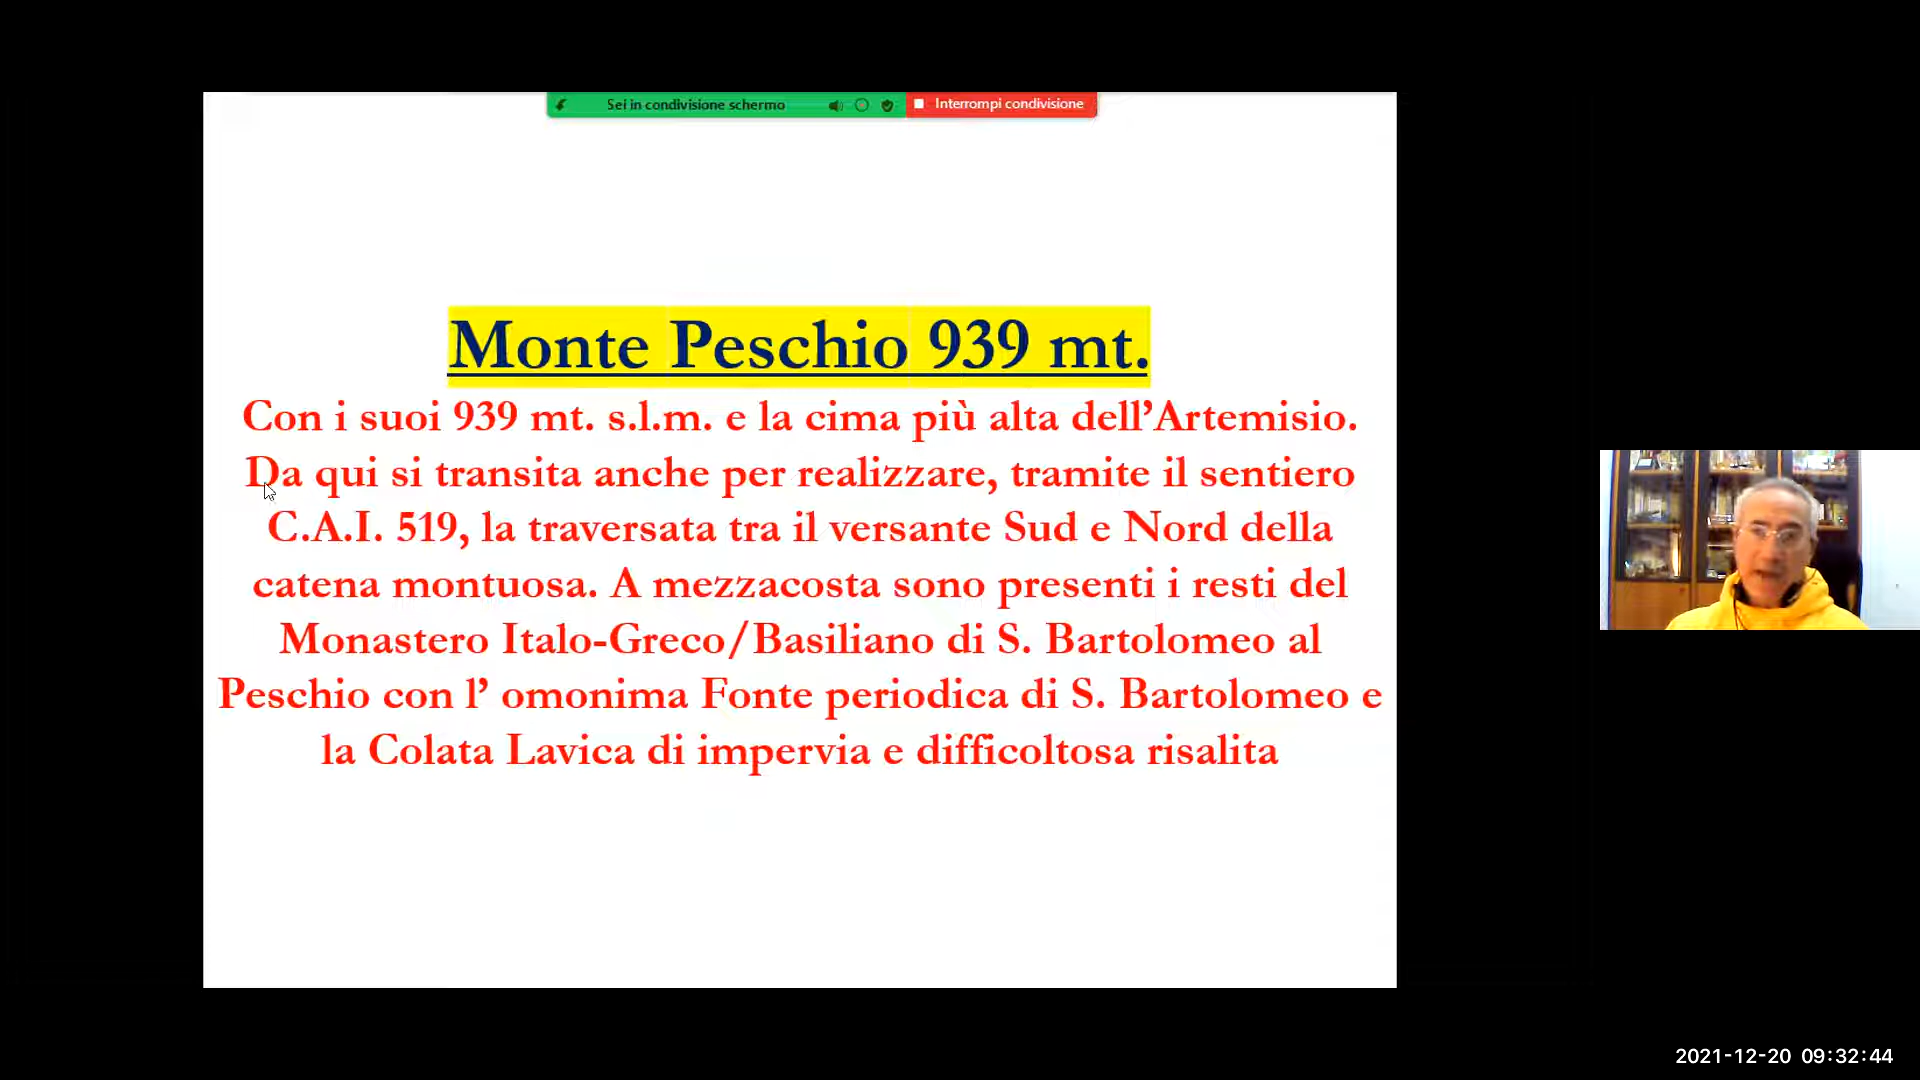 Sei in condivisione schermo
Interrompi condivisione
Monte Peschio 939 mt.
Con i suoi 939 mt. s.l.m. e la cima più alta dell’Artemisio.
Da qui si transita anche per realizzare, tramite il sentiero
C.A.I. 519, la traversata tra il versante Sud e Nord della
catena montuosa. A mezzacosta sono presenti i resti del
Monastero Italo-Greco/Basiliano di S. Bartolomeo al
Peschio con l’ omonima Fonte periodica di S. Bartolomeo e
la Colata Lavica di impervia e difficoltosa risalita
2021-12-20 09:32:44